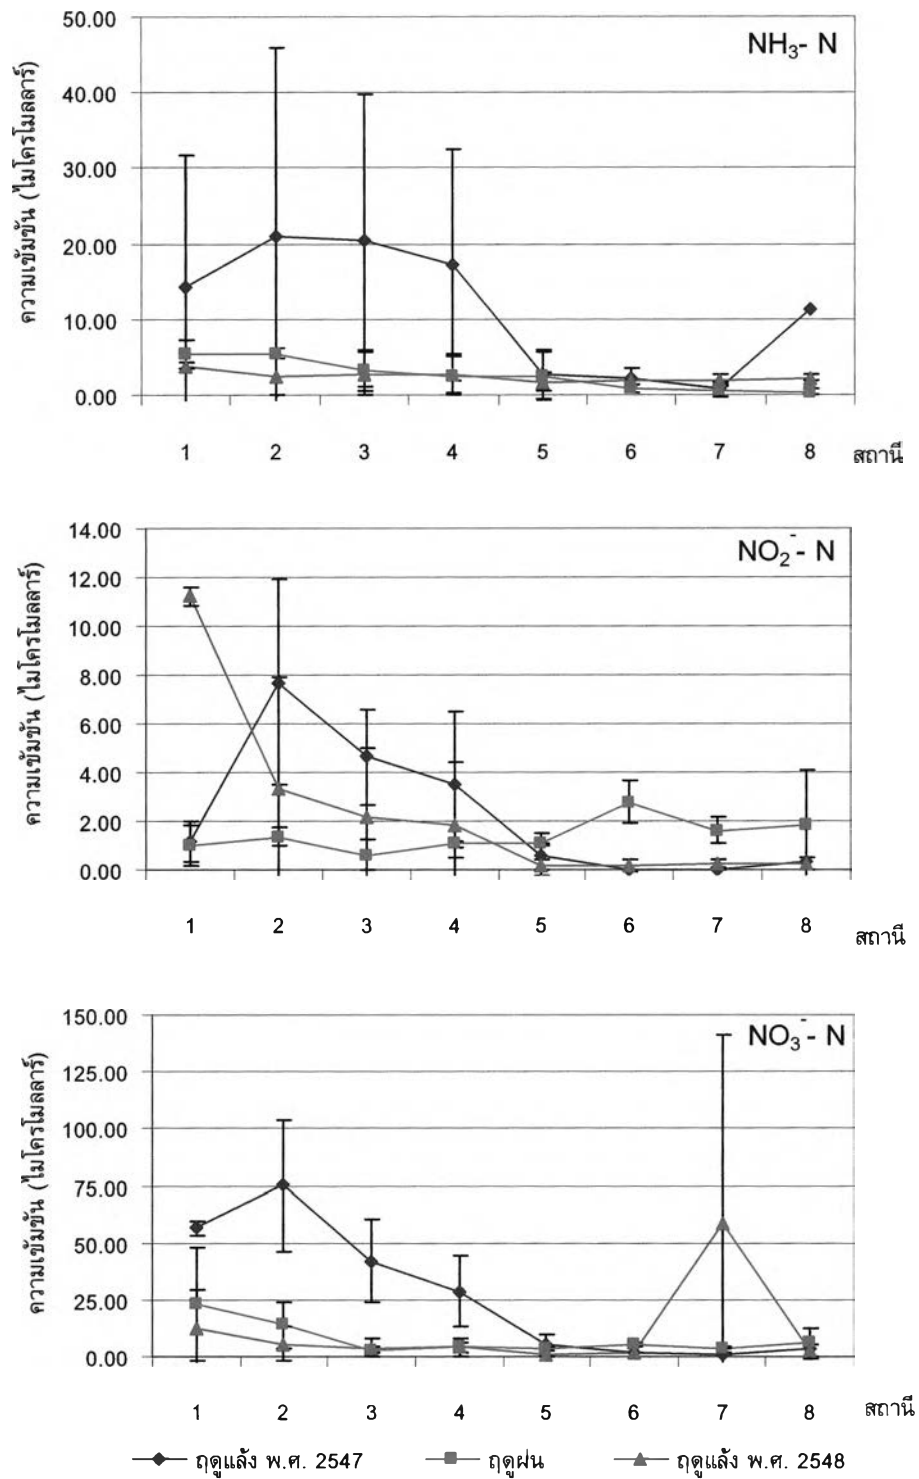 NH3- N
ความเข้มข้น (ไมโครโมลลาร์)
50.00
40.00
30.00
20.00
10.00
0.00
1 2 3 4 5 6 7 8 สถานี
NO2- - N
ความเข้มข้น (ไมโครโมลลาร์)
14.00
12.00
10.00
8.00
6.00
4.00
2.00
0.00
1 2 3 4 5 6 7 8 สถานี
NO3- - N
ความเข้มข้น (ไมโครโมลลาร์)
150.00
125.00
100.00
75.00
50.00
25.00
0.00
1 2 3 4 5 6 7 8 สถานี
ฤดูแล้ง พ.ศ. 2547 ฤดูฝน ฤดูแล้ง พ.ศ. 2548